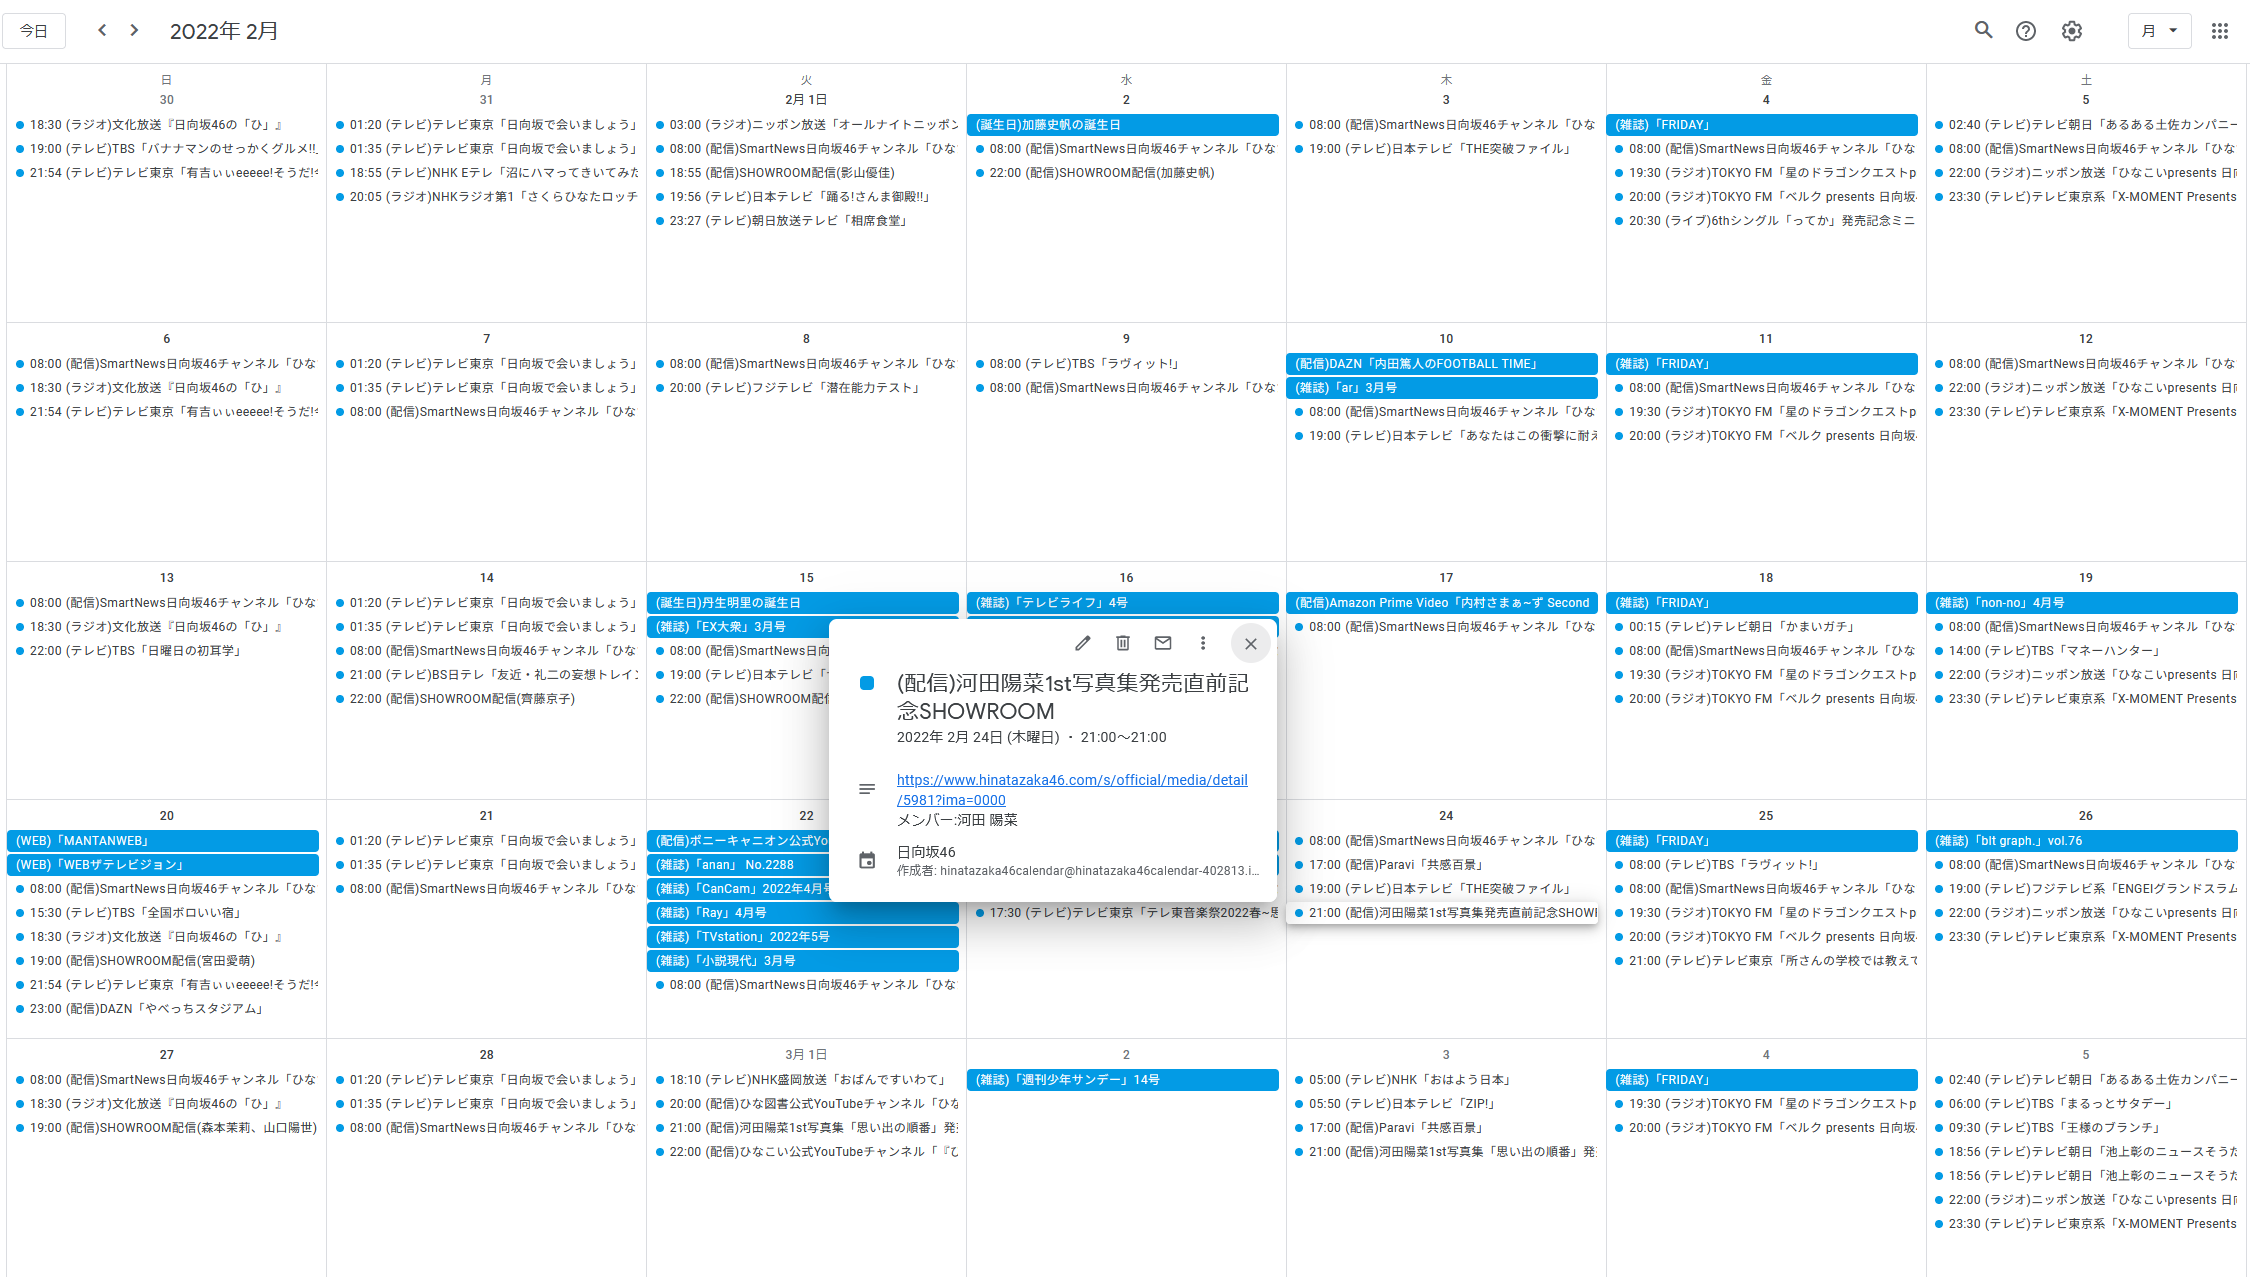 今日
2022年 2月
月
日
月
火
水
木
金
土
30
31
2月 1日
2
3
4
5
18:30 (ラジオ)文化放送『日向坂46の「ひ」』
19:00 (テレビ)TBS「バナナマンのせっかくグルメ!!
21:54 (テレビ)テレビ東京「有吉ぃぃeeeee!そうだ!
01:20 (テレビ)テレビ東京「日向坂で会いましょう」
01:35 (テレビ)テレビ東京「日向坂で会いましょう」
18:55 (テレビ)NHK Eテレ「沼にハマってきいてみた
20:05 (ラジオ)NHKラジオ第1「さくらひなたロッチ
03:00 (ラジオ)ニッポン放送「オールナイトニッポン
08:00 (配信)SmartNews日向坂46チャンネル「ひな
18:55 (配信)SHOWROOM配信(影山優佳)
19:56 (テレビ)日本テレビ「踊る!さんま御殿!!」
23:27 (テレビ)朝日放送テレビ「相席食堂」
(誕生日)加藤史帆の誕生日
08:00 (配信)SmartNews日向坂46チャンネル「ひな
22:00 (配信)SHOWROOM配信(加藤史帆)
08:00 (配信)SmartNews日向坂46チャンネル「ひな
19:00 (テレビ)日本テレビ「THE突破ファイル」
(雑誌)「FRIDAY」
08:00 (配信)SmartNews日向坂46チャンネル「ひな
19:30 (ラジオ)TOKYO FM「星のドラゴンクエストp
20:00 (ラジオ)TOKYO FM「ベルク presents 日向坂
20:30 (ライブ)6thシングル「ってか」発売記念ミニ
02:40 (テレビ)テレビ朝日「あるある土佐カンパニー
08:00 (配信)SmartNews日向坂46チャンネル「ひな
22:00 (ラジオ)ニッポン放送「ひなこいpresents 日
23:30 (テレビ)テレビ東京系「X-MOMENT Presents
6
7
8
9
10
11
12
08:00 (配信)SmartNews日向坂46チャンネル「ひな
18:30 (ラジオ)文化放送『日向坂46の「ひ」』
21:54 (テレビ)テレビ東京「有吉ぃぃeeeee!そうだ!
01:20 (テレビ)テレビ東京「日向坂で会いましょう」
01:35 (テレビ)テレビ東京「日向坂で会いましょう」
08:00 (配信)SmartNews日向坂46チャンネル「ひな
08:00 (配信)SmartNews日向坂46チャンネル「ひな
20:00 (テレビ)フジテレビ「潜在能力テスト」
08:00 (テレビ)TBS「ラヴィット!」
08:00 (配信)SmartNews日向坂46チャンネル「ひな
(配信)DAZN「内田篤人のFOOTBALL TIME」
(雑誌)「ar」3月号
08:00 (配信)SmartNews日向坂46チャンネル「ひな
19:00 (テレビ)日本テレビ「あなたはこの衝撃に耐え
(雑誌)「FRIDAY」
08:00 (配信)SmartNews日向坂46チャンネル「ひな
19:30 (ラジオ)TOKYO FM「星のドラゴンクエストp
20:00 (ラジオ)TOKYO FM「ベルク presents 日向坂
08:00 (配信)SmartNews日向坂46チャンネル「ひな
22:00 (ラジオ)ニッポン放送「ひなこいpresents 日
23:30 (テレビ)テレビ東京系「X-MOMENT Presents
13
14
15
16
17
18
19
08:00 (配信)SmartNews日向坂46チャンネル「ひな
18:30 (ラジオ)文化放送『日向坂46の「ひ」』
22:00 (テレビ)TBS「日曜日の初耳学」
01:20 (テレビ)テレビ東京「日向坂で会いましょう」
01:35 (テレビ)テレビ東京「日向坂で会いましょう」
08:00 (配信)SmartNews日向坂46チャンネル「ひな
21:00 (テレビ)BS日テレ「友近・礼二の妄想トレイン
22:00 (配信)SHOWROOM配信(齊藤京子)
(誕生日)丹生明里の誕生日
(雑誌)「EX大衆」3月号
08:00 (配信)SmartNews日向
19:00 (テレビ)日本テレビ「
22:00 (配信)SHOWROOM配信
(雑誌)「テレビライフ」4号
(配信)Amazon Prime Video「内村さまぁ~ず Second
08:00 (配信)SmartNews日向坂46チャンネル「ひな
(雑誌)「FRIDAY」
00:15 (テレビ)テレビ朝日「かまいガチ」
08:00 (配信)SmartNews日向坂46チャンネル「ひな
19:30 (ラジオ)TOKYO FM「星のドラゴンクエストp
20:00 (ラジオ)TOKYO FM「ベルク presents 日向坂
(雑誌)「non-no」4月号
08:00 (配信)SmartNews日向坂46チャンネル「ひな
14:00 (テレビ)TBS「マネーハンター」
22:00 (ラジオ)ニッポン放送「ひなこいpresents 日
23:30 (テレビ)テレビ東京系「X-MOMENT Presents
(配信)河田陽菜1st写真集発売直前記
念SHOWROOM
2022年 2月 24日 (木曜日) ・ 21:00～21:00
https://www.hinatazaka46.com/s/official/media/detail
/5981?ima=0000
メンバー:河田 陽菜
日向坂46
作成者: hinatazaka46calendar@hinatazaka46calendar-402813.i...
20
21
22
24
25
26
(WEB)「MANTANWEB」
(WEB)「WEBザテレビジョン」
08:00 (配信)SmartNews日向坂46チャンネル「ひな
15:30 (テレビ)TBS「全国ボロいい宿」
18:30 (ラジオ)文化放送『日向坂46の「ひ」』
19:00 (配信)SHOWROOM配信(宮田愛萌)
21:54 (テレビ)テレビ東京「有吉ぃぃeeeee!そうだ!
23:00 (配信)DAZN「やべっちスタジアム」
01:20 (テレビ)テレビ東京「日向坂で会いましょう」
01:35 (テレビ)テレビ東京「日向坂で会いましょう」
08:00 (配信)SmartNews日向坂46チャンネル「ひな
(配信)ポニーキャニオン公式Yo
(雑誌)「anan」 No.2288
(雑誌)「CanCam」2022年4月号
(雑誌)「Ray」4月号
(雑誌)「TVstation」2022年5号
(雑誌)「小説現代」3月号
08:00 (配信)SmartNews日向坂46チャンネル「ひな
17:30 (テレビ)テレビ東京「テレ東音楽祭2022春~思
08:00 (配信)SmartNews日向坂46チャンネル「ひな
17:00 (配信)Paravi「共感百景」
19:00 (テレビ)日本テレビ「THE突破ファイル」
21:00 (配信)河田陽菜1st写真集発売直前記念SHOW
(雑誌)「FRIDAY」
08:00 (テレビ)TBS「ラヴィット!」
08:00 (配信)SmartNews日向坂46チャンネル「ひな
19:30 (ラジオ)TOKYO FM「星のドラゴンクエストp
20:00 (ラジオ)TOKYO FM「ベルク presents 日向坂
21:00 (テレビ)テレビ東京「所さんの学校では教えて
(雑誌)「blt graph.」vol.76
08:00 (配信)SmartNews日向坂46チャンネル「ひな
19:00 (テレビ)フジテレビ系「ENGEIグランドスラム
22:00 (ラジオ)ニッポン放送「ひなこいpresents 日
23:30 (テレビ)テレビ東京系「X-MOMENT Presents
27
28
3月 1日
2
3
4
5
08:00 (配信)SmartNews日向坂46チャンネル「ひな
18:30 (ラジオ)文化放送『日向坂46の「ひ」』
19:00 (配信)SHOWROOM配信(森本茉莉、山口陽世)
01:20 (テレビ)テレビ東京「日向坂で会いましょう」
01:35 (テレビ)テレビ東京「日向坂で会いましょう」
08:00 (配信)SmartNews日向坂46チャンネル「ひな
18:10 (テレビ)NHK盛岡放送「おばんですいわて」
20:00 (配信)ひな図書公式YouTubeチャンネル「ひな
21:00 (配信)河田陽菜1st写真集「思い出の順番」発
22:00 (配信)ひなこい公式YouTubeチャンネル「『ひ
(雑誌)「週刊少年サンデー」14号
05:00 (テレビ)NHK「おはよう日本」
05:50 (テレビ)日本テレビ「ZIP!」
17:00 (配信)Paravi「共感百景」
21:00 (配信)河田陽菜1st写真集「思い出の順番」発
(雑誌)「FRIDAY」
19:30 (ラジオ)TOKYO FM「星のドラゴンクエストp
20:00 (ラジオ)TOKYO FM「ベルク presents 日向坂
02:40 (テレビ)テレビ朝日「あるある土佐カンパニー
06:00 (テレビ)TBS「まるっとサタデー」
09:30 (テレビ)TBS「王様のブランチ」
18:56 (テレビ)テレビ朝日「池上彰のニュースそうだ
18:56 (テレビ)テレビ朝日「池上彰のニュースそうだ
22:00 (ラジオ)ニッポン放送「ひなこいpresents 日
23:30 (テレビ)テレビ東京系「X-MOMENT Presents